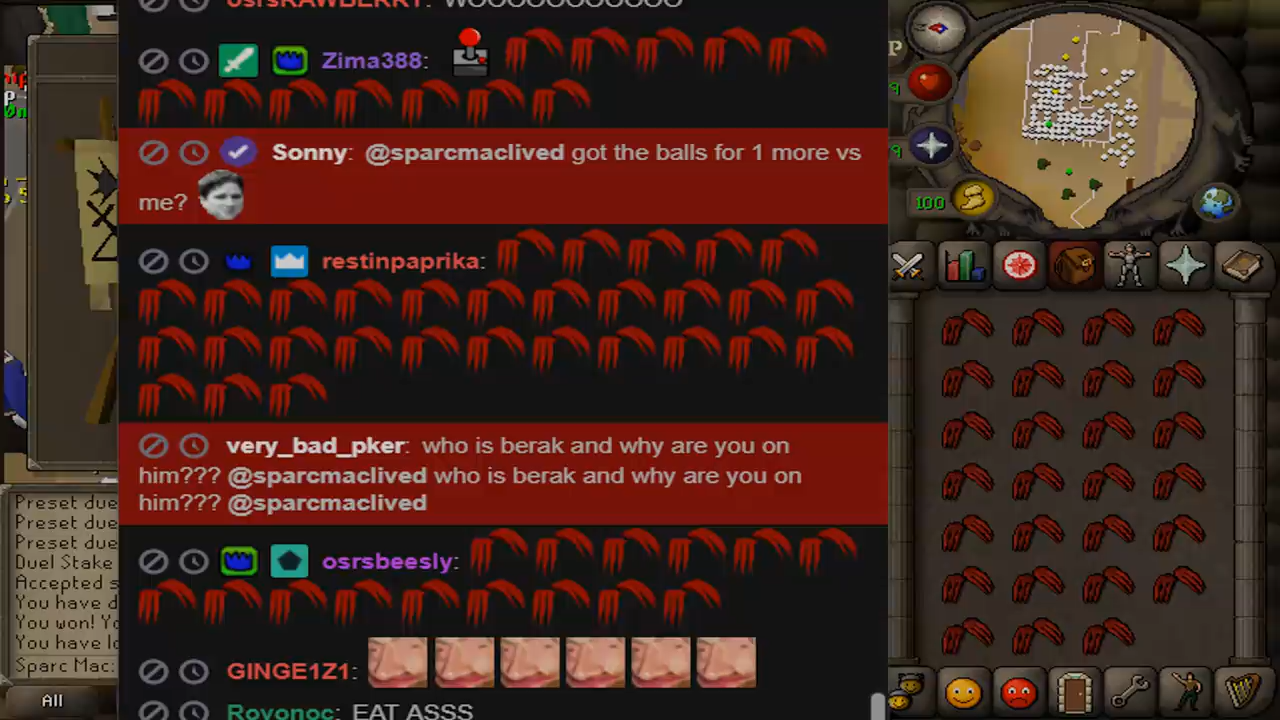 osrsRAWBERRY: WOOOOOOOOOOO
Zima388:
Sonny: @sparcmaclived got the balls for 1 more vs
me?
restinpaprika:
very_bad_pker: who is berak and why are you on
him??? @sparcmaclived who is berak and why are you on
him??? @sparcmaclived
osrsbeesly:
GINGE1Z1:
Rovonoc: EAT ASSS
100
Preset due
Preset due
Preset due
Duel Stake
Accepted s
You have d
You won! Yo
You have lo
Sparc Mac:
All